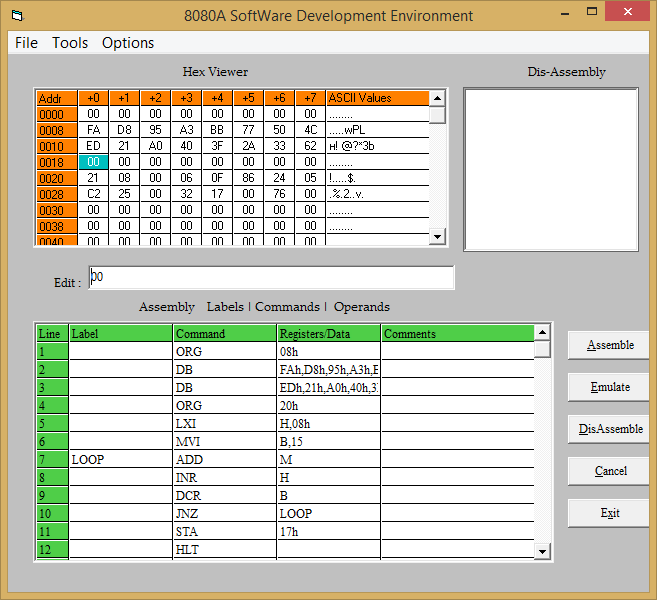 8080A SoftWare Development Environment
File Tools Options
Hex Viewer
Dis-Assembly
Addr +0 +1 +2 +3 +4 +5 +6 +7 ASCII Values
0000 00 00 00 00 00 00 00 00 ........
0008 FA D8 95 A3 BB 77 50 4C .....wPL
0010 ED 21 A0 40 3F 2A 33 62 н! @?*3b
0018 00 00 00 00 00 00 00 00 ........
0020 21 08 00 06 0F 86 24 05 !.....$.
0028 C2 25 00 32 17 00 76 00 .%.2..v.
0030 00 00 00 00 00 00 00 00 ........
0038 00 00 00 00 00 00 00 00 ........
0040 00 00 00 00 00 00 00 00
Edit : 00
Assembly Labels | Commands | Operands
Line Label Command Registers/Data Comments
1 ORG 08h
2 DB FAh,D8h,95h,A3h,E
3 DB EDh,21h,A0h,40h,3
4 ORG 20h
5 LXI H,08h
6 MVI B,15
7 LOOP ADD M
8 INR H
9 DCR B
10 JNZ LOOP
11 STA 17h
12 HLT
Assemble
Emulate
DisAssemble
Cancel
Exit